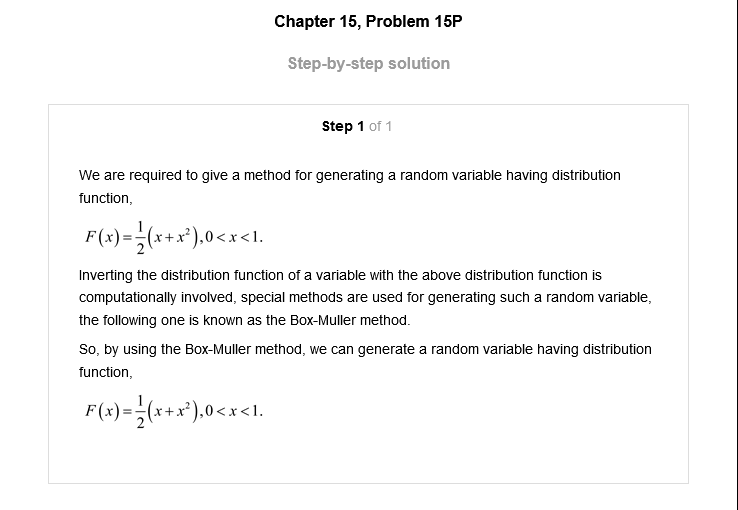 Chapter 15, Problem 15P
Step-by-step solution
Step 1 of 1
We are required to give a method for generating a random variable having distribution
function,
F(x)=1/2(x+x²),0<x<1.
Inverting the distribution function of a variable with the above distribution function is
computationally involved, special methods are used for generating such a random variable,
the following one is known as the Box-Muller method.
So, by using the Box-Muller method, we can generate a random variable having distribution
function,
F(x)=1/2(x+x²),0<x<1.